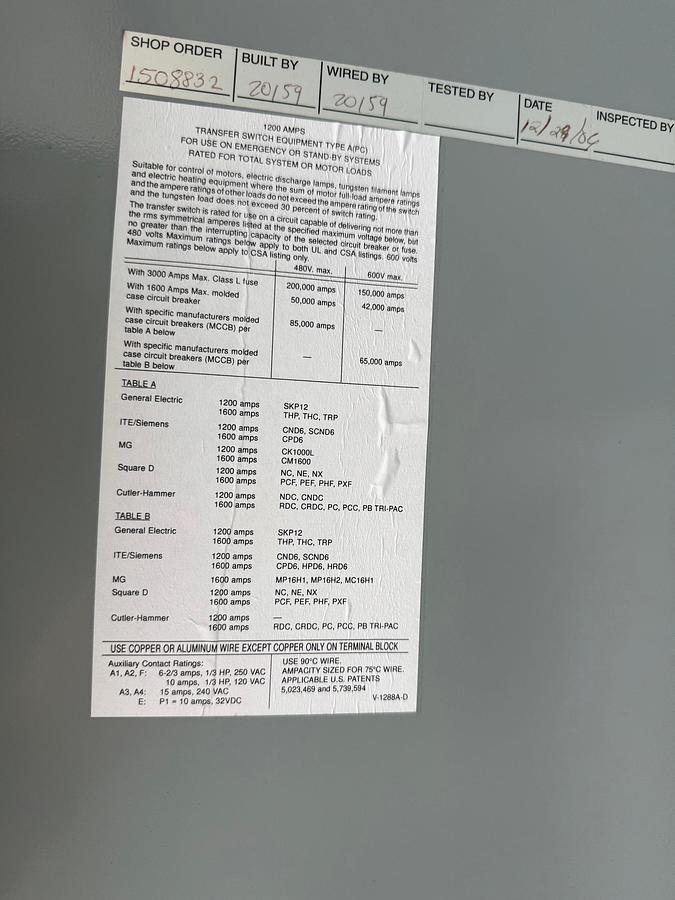 SHOP ORDER BUILT BY WIRED BY TESTED BY DATE INSPECTED BY
1508832 20159 20159 12/29/06
1200 AMPS
TRANSFER SWITCH EQUIPMENT TYPE A(PC)
FOR USE ON EMERGENCY OR STAND-BY SYSTEMS
RATED FOR TOTAL SYSTEM OR MOTOR LOADS
Suitable for control of motors, electric discharge lamps, tungsten filament lamps
and electric heating equipment where the sum of motor full-load ampere ratings
and the ampere ratings of other loads do not exceed the ampere rating of the switch
and the tungsten load does not exceed 30 percent of switch rating.
The transfer switch is rated for use on a circuit capable of delivering not more than
the rms symmetrical amperes listed at the specified maximum voltage below, but
no greater than the interrupting capacity of the selected circuit breaker or fuse.
480 volts Maximum ratings below apply to both UL and CSA listings. 600 volts
Maximum ratings below apply to CSA listing only.
480V. max. 600V max.
With 3000 Amps Max. Class L fuse 200,000 amps 150,000 amps
With 1600 Amps Max. molded
case circuit breaker 50,000 amps 42,000 amps
With specific manufacturers molded
case circuit breakers (MCCB) per
table A below 85,000 amps —
With specific manufacturers molded
case circuit breakers (MCCB) per
table B below — 65,000 amps
TABLE A
General Electric 1200 amps SKP12
1600 amps THP, THC, TRP
ITE/Siemens 1200 amps CND6, SCND6
1600 amps CPD6
MG 1200 amps CK1000L
1600 amps CM1600
Square D 1200 amps NC, NE, NX
1600 amps PCF, PEF, PHF, PXF
Cutler-Hammer 1200 amps NDC, CNDC
1600 amps RDC, CRDC, PC, PCC, PB TRI-PAC
TABLE B
General Electric 1200 amps SKP12
1600 amps THP, THC, TRP
ITE/Siemens 1200 amps CND6, SCND6
1600 amps CPD6, HPD6, HRD6
MG 1600 amps MP16H1, MP16H2, MC16H1
Square D 1200 amps NC, NE, NX
1600 amps PCF, PEF, PHF, PXF
Cutler-Hammer 1200 amps —
1600 amps RDC, CRDC, PC, PCC, PB TRI-PAC
USE COPPER OR ALUMINUM WIRE EXCEPT COPPER ONLY ON TERMINAL BLOCK
Auxiliary Contact Ratings:
A1, A2, F: 6-2/3 amps, 1/3 HP, 250 VAC
10 amps, 1/3 HP, 120 VAC
A3, A4: 15 amps, 240 VAC
E: P1 = 10 amps, 32VDC
USE 90°C WIRE.
AMPACITY SIZED FOR 75°C WIRE.
APPLICABLE U.S. PATENTS
5,023,469 and 5,739,594
V-1288A-D